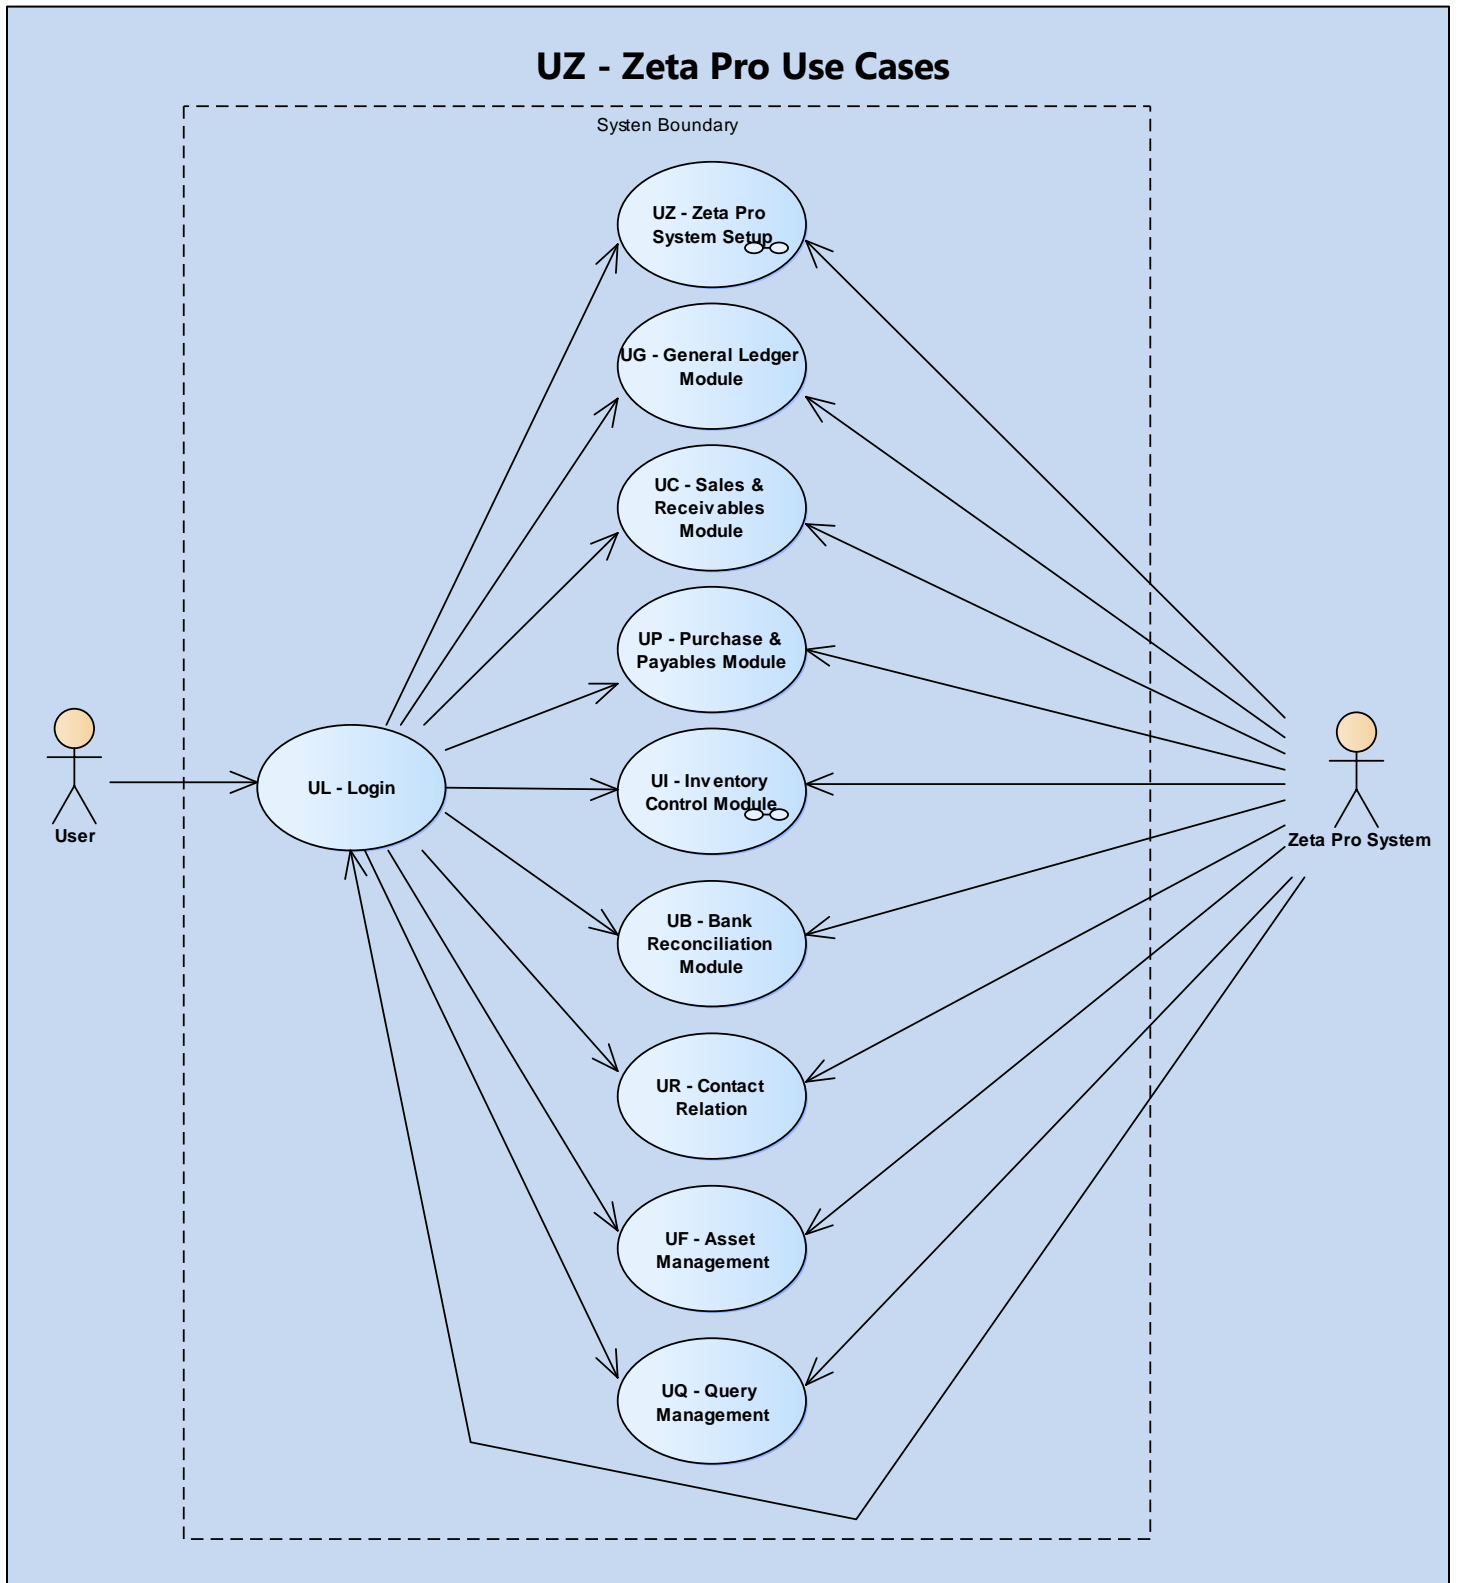 UZ - Zeta Pro Use Cases
Systen Boundary
UZ - Zeta Pro
System Setup
UG - General Ledger
Module
UC - Sales &
Receivables
Module
UP - Purchase &
Payables Module
UL - Login
UI - Inventory
Control Module
User
Zeta Pro System
UB - Bank
Reconciliation
Module
UR - Contact
Relation
UF - Asset
Management
UQ - Query
Management